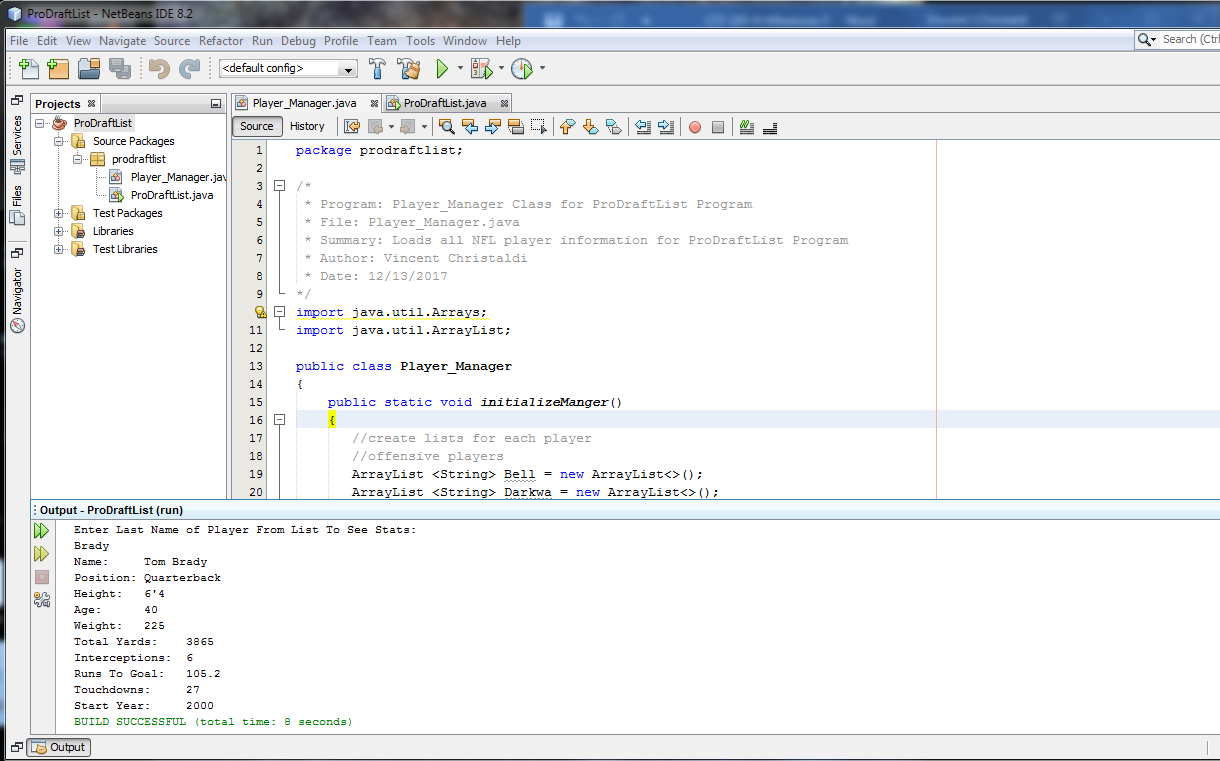 ProDraftList - NetBeans IDE 8.2
File Edit View Navigate Source Refactor Run Debug Profile Team Tools Window Help
Search (Ctrl
<default config>
Services
Files
Navigator
Projects
ProDraftList
Source Packages
prodraftlist
Player_Manager.jav
ProDraftList.java
Test Packages
Libraries
Test Libraries
Player_Manager.java ProDraftList.java
Source History
1 package prodraftlist;
2
3 /*
4 * Program: Player_Manager Class for ProDraftList Program
5 * File: Player_Manager.java
6 * Summary: Loads all NFL player information for ProDraftList Program
7 * Author: Vincent Christaldi
8 * Date: 12/13/2017
9 */
import java.util.Arrays;
11 import java.util.ArrayList;
12
13 public class Player_Manager
14 {
15 public static void initializeManger()
16 {
17 //create lists for each player
18 //offensive players
19 ArrayList <String> Bell = new ArrayList<>();
20 ArrayList <String> Darkwa = new ArrayList<>();
Output - ProDraftList (run)
Enter Last Name of Player From List To See Stats:
Brady
Name: Tom Brady
Position: Quarterback
Height: 6'4
Age: 40
Weight: 225
Total Yards: 3865
Interceptions: 6
Runs To Goal: 105.2
Touchdowns: 27
Start Year: 2000
BUILD SUCCESSFUL (total time: 8 seconds)
Output